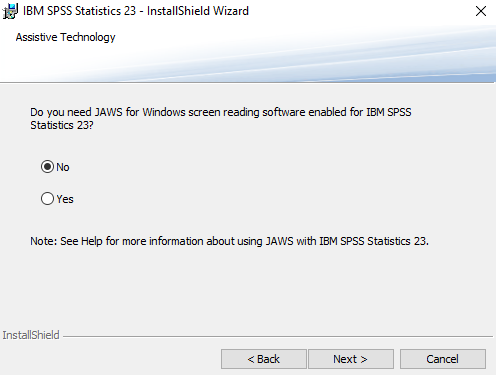 IBM SPSS Statistics 23 - InstallShield Wizard
Assistive Technology
Do you need JAWS for Windows screen reading software enabled for IBM SPSS
Statistics 23?
No
Yes
Note: See Help for more information about using JAWS with IBM SPSS Statistics 23.
InstallShield
< Back
Next >
Cancel